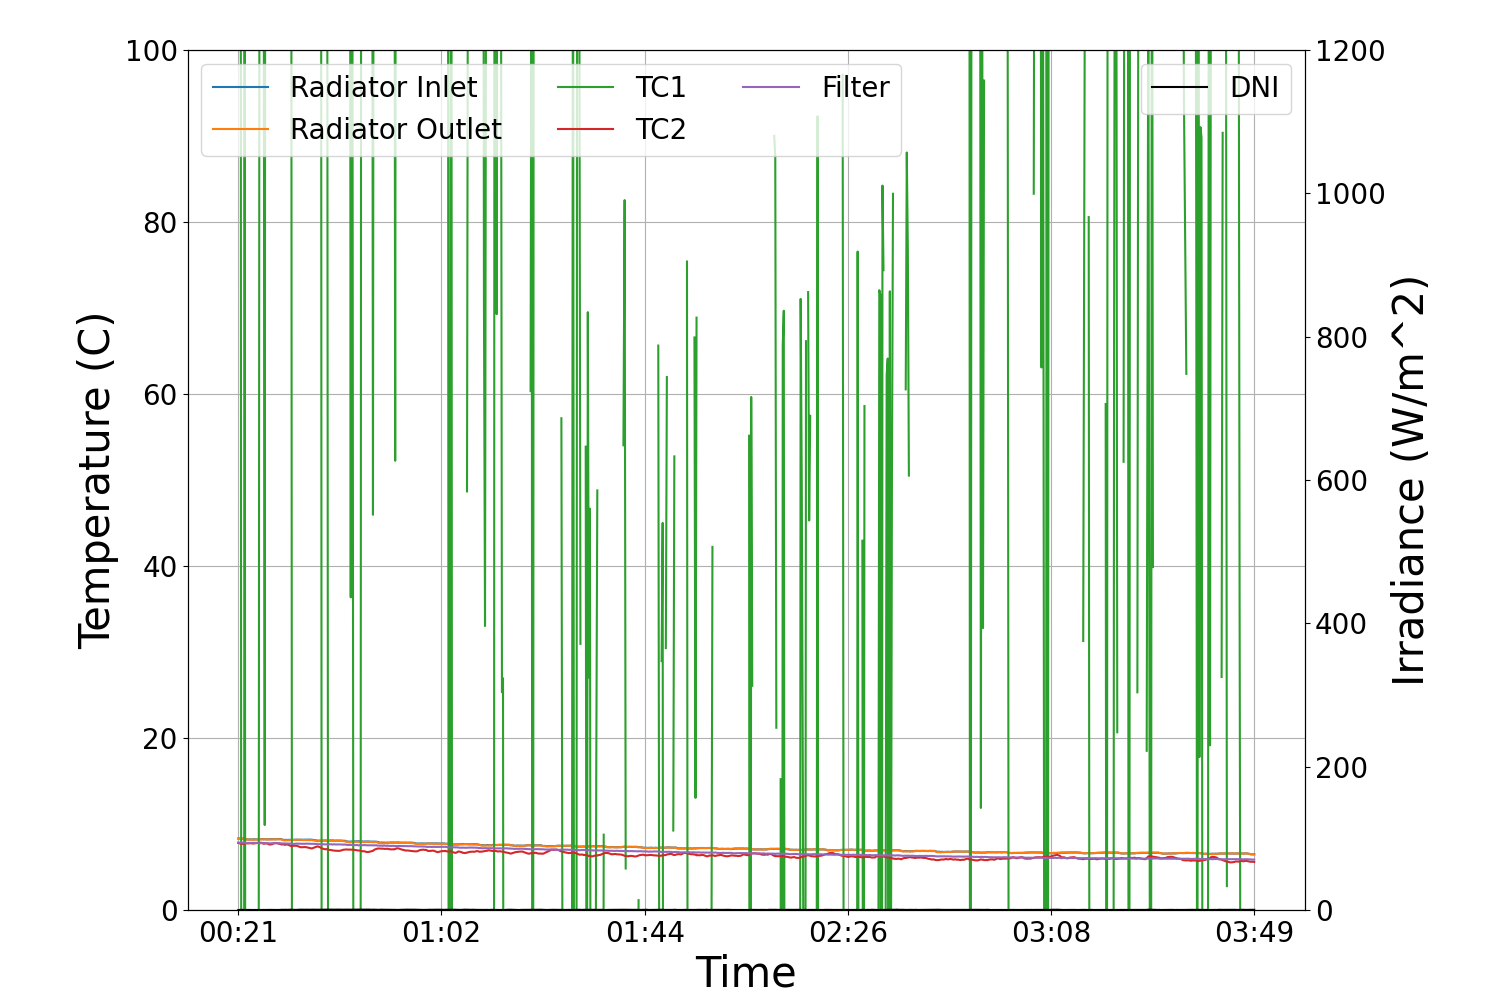 100
80
60
40
20
0
Temperature (C)
Radiator Inlet
Radiator Outlet
TC1
TC2
Filter
DNI
1200
1000
800
600
400
200
0
Irradiance (W/m^2)
00:21 01:02 01:44 02:26 03:08 03:49
Time